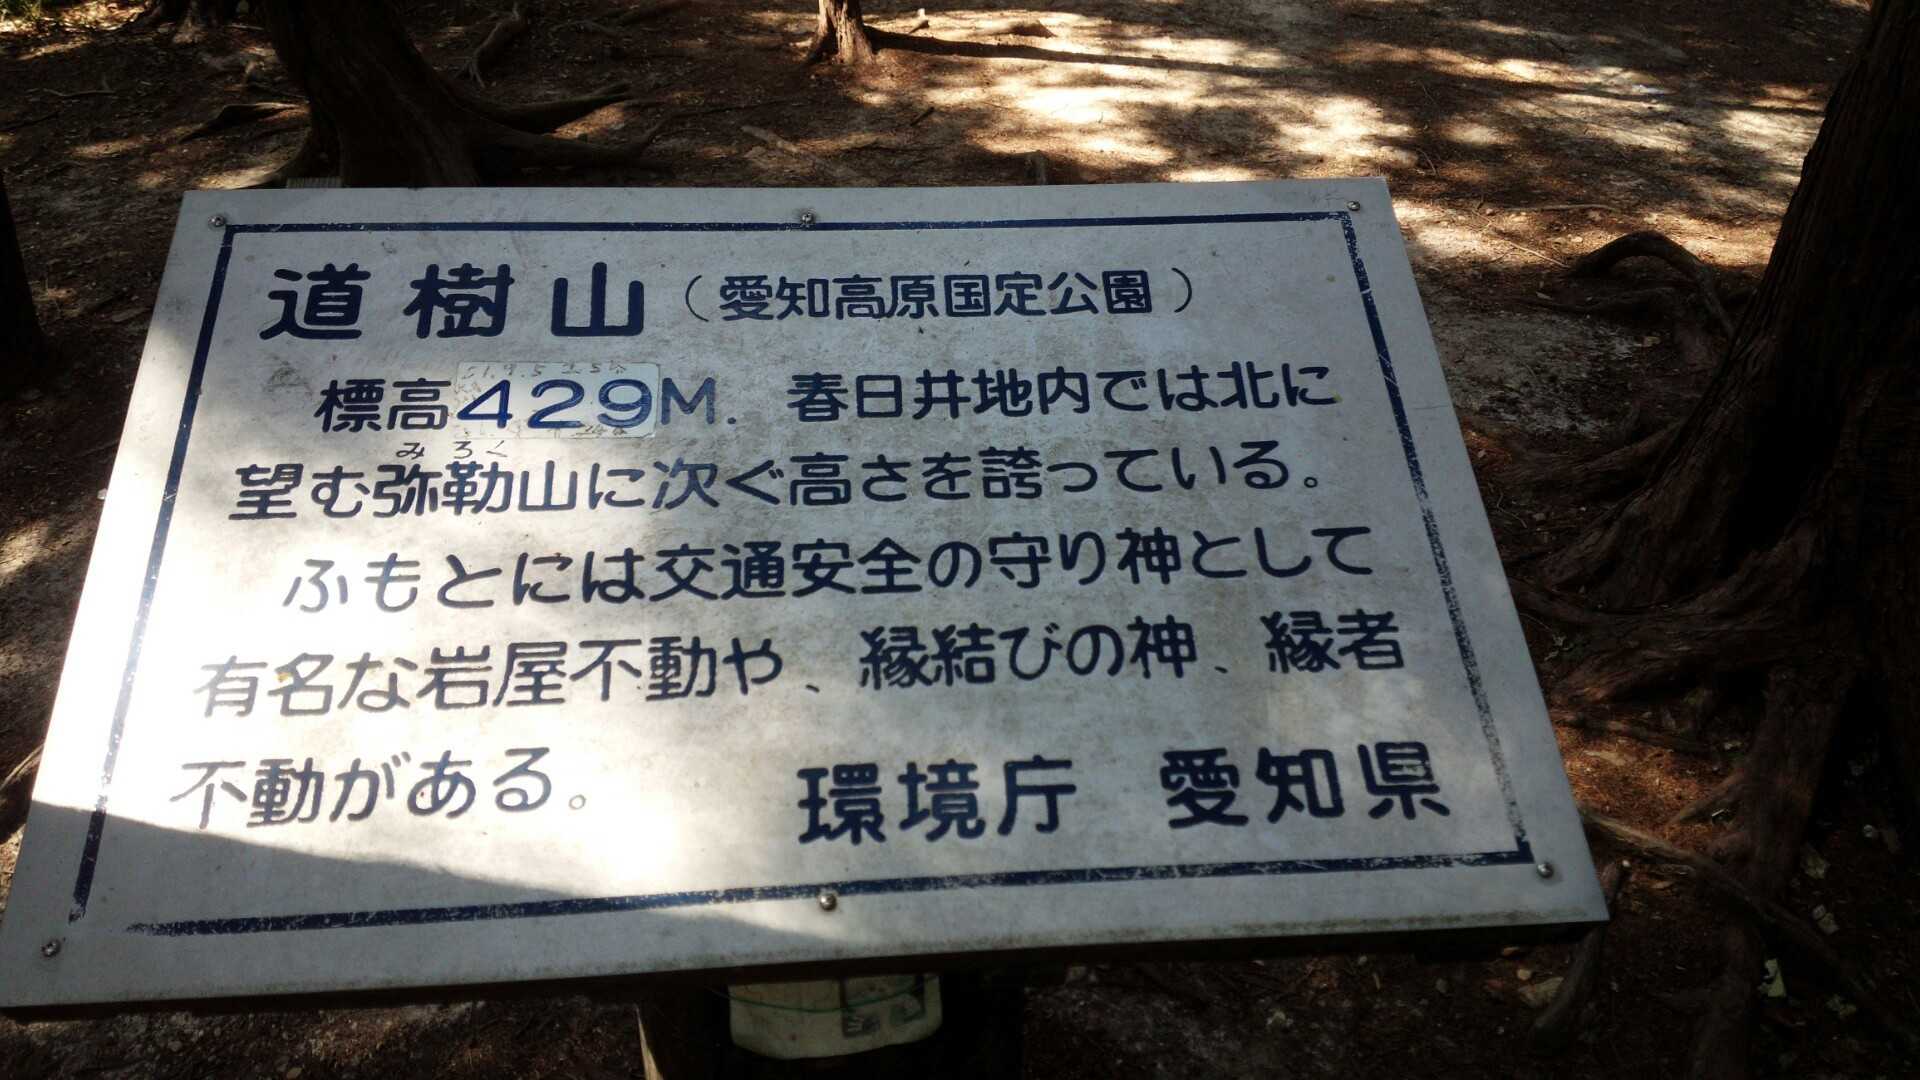 道樹山（愛知高原国定公園）
標高429M. 春日井地内では北に
みろく
望む弥勒山に次ぐ高さを誇っている。
ふもとには交通安全の守り神として
有名な岩屋不動や、縁結びの神、縁者
不動がある。 環境庁 愛知県